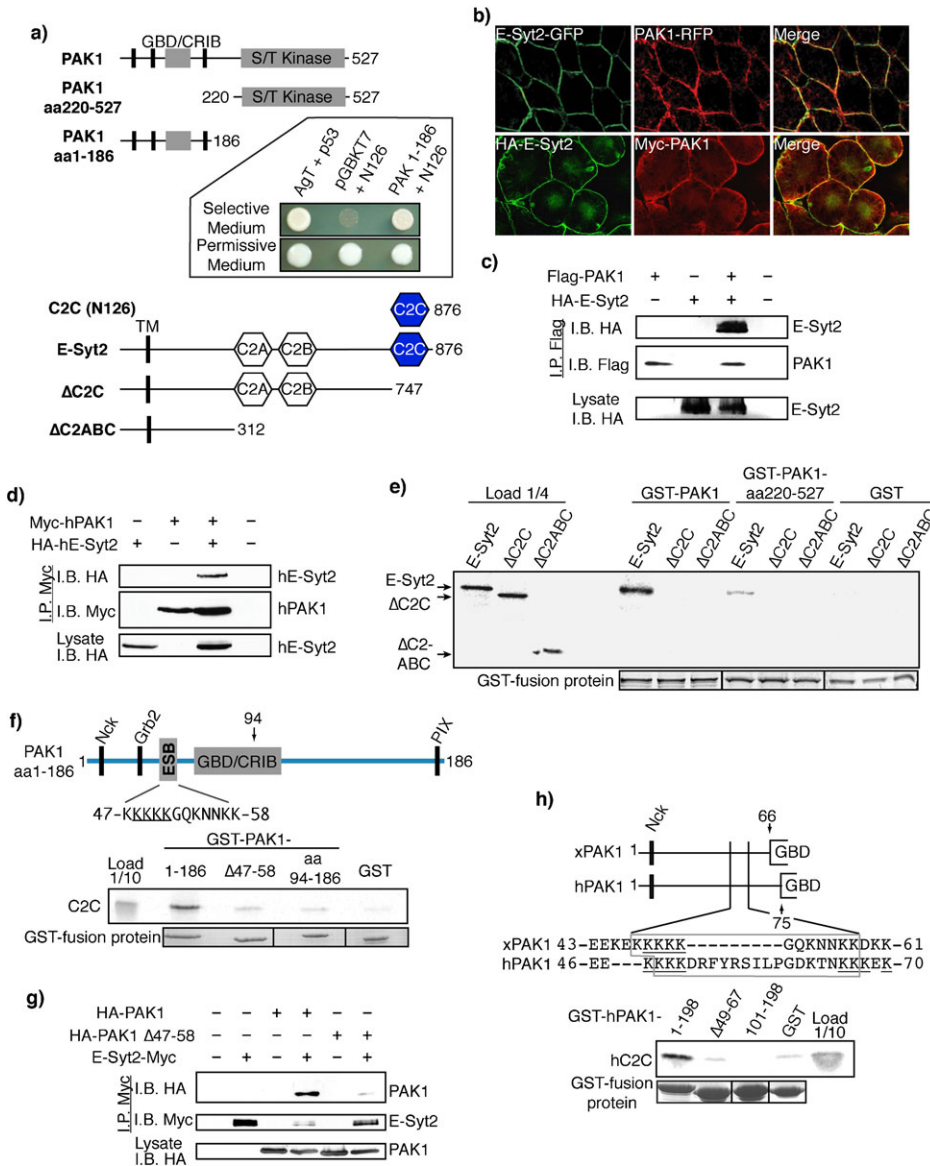 a)
GBD/CRIB
PAK1
S/T Kinase
527
PAK1
aa220-527
220
S/T Kinase
527
PAK1
aa1-186
186
AgT + p53
pGBKT7
+ N126
PAK 1-186
+ N126
Selective
Medium
Permissive
Medium
C2C (N126)
C2C
876
TM
E-Syt2
C2A
C2B
C2C
876
ΔC2C
C2A
C2B
747
ΔC2ABC
312
b)
E-Syt2-GFP
PAK1-RFP
Merge
HA-E-Syt2
Myc-PAK1
Merge
c)
Flag-PAK1 + − + −
HA-E-Syt2 − + + −
I.P. Flag
I.B. HA
E-Syt2
I.B. Flag
PAK1
Lysate
I.B. HA
E-Syt2
d)
Myc-hPAK1 − + + −
HA-hE-Syt2 + − + −
I.P. Myc
I.B. HA
hE-Syt2
I.B. Myc
hPAK1
Lysate
I.B. HA
hE-Syt2
e)
Load 1/4
GST-PAK1
GST-PAK1-
aa220-527
GST
E-Syt2
ΔC2C
ΔC2ABC
E-Syt2
ΔC2C
ΔC2ABC
E-Syt2
ΔC2C
ΔC2ABC
E-Syt2
ΔC2C
ΔC2ABC
E-Syt2
ΔC2C
ΔC2-
ABC
GST-fusion protein
f)
Nck
Grb2
94
PIX
PAK1
aa1-186
1
ESB
GBD/CRIB
186
47-KKKKKGQKNNKK-58
GST-PAK1-
Load
1/10
1-186
Δ47-58
aa
94-186
GST
C2C
GST-fusion protein
g)
HA-PAK1 − − + + − −
HA-PAK1 Δ47-58 − − − − + +
E-Syt2-Myc − + − + − +
I.P. Myc
I.B. HA
PAK1
I.B. Myc
E-Syt2
Lysate
I.B. HA
PAK1
h)
Nck
66
xPAK1 1
GBD
hPAK1 1
GBD
75
xPAK1 43-EEKEKKKKK----------GQKNNKKDKK-61
hPAK1 46-EE---KKKKDRFYRSILPGDKTNKKKEK-70
GST-hPAK1-
1-198
Δ49-67
101-198
GST
Load
1/10
hC2C
GST-fusion
protein